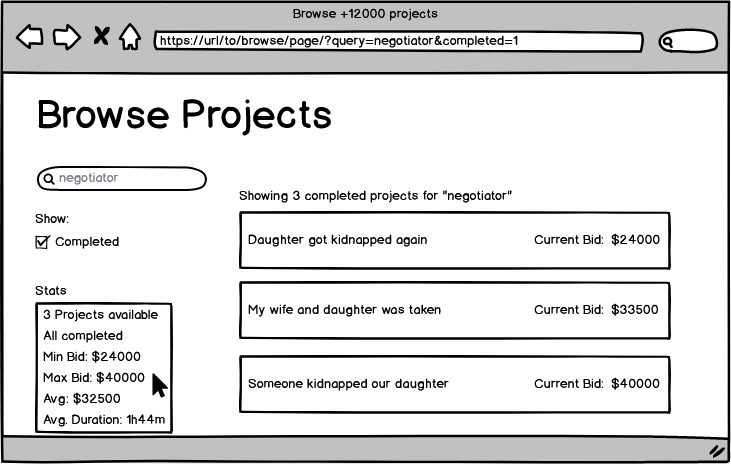 Browse +12000 projects
https://url/to/browse/page/?query=negotiator&completed=1
Browse Projects
negotiator
Show:
Completed
Stats
3 Projects available
All completed
Min Bid: $24000
Max Bid: $40000
Avg: $32500
Avg. Duration: 1h44m
Showing 3 completed projects for "negotiator"
Daughter got kidnapped again Current Bid: $24000
My wife and daughter was taken Current Bid: $33500
Someone kidnapped our daughter Current Bid: $40000